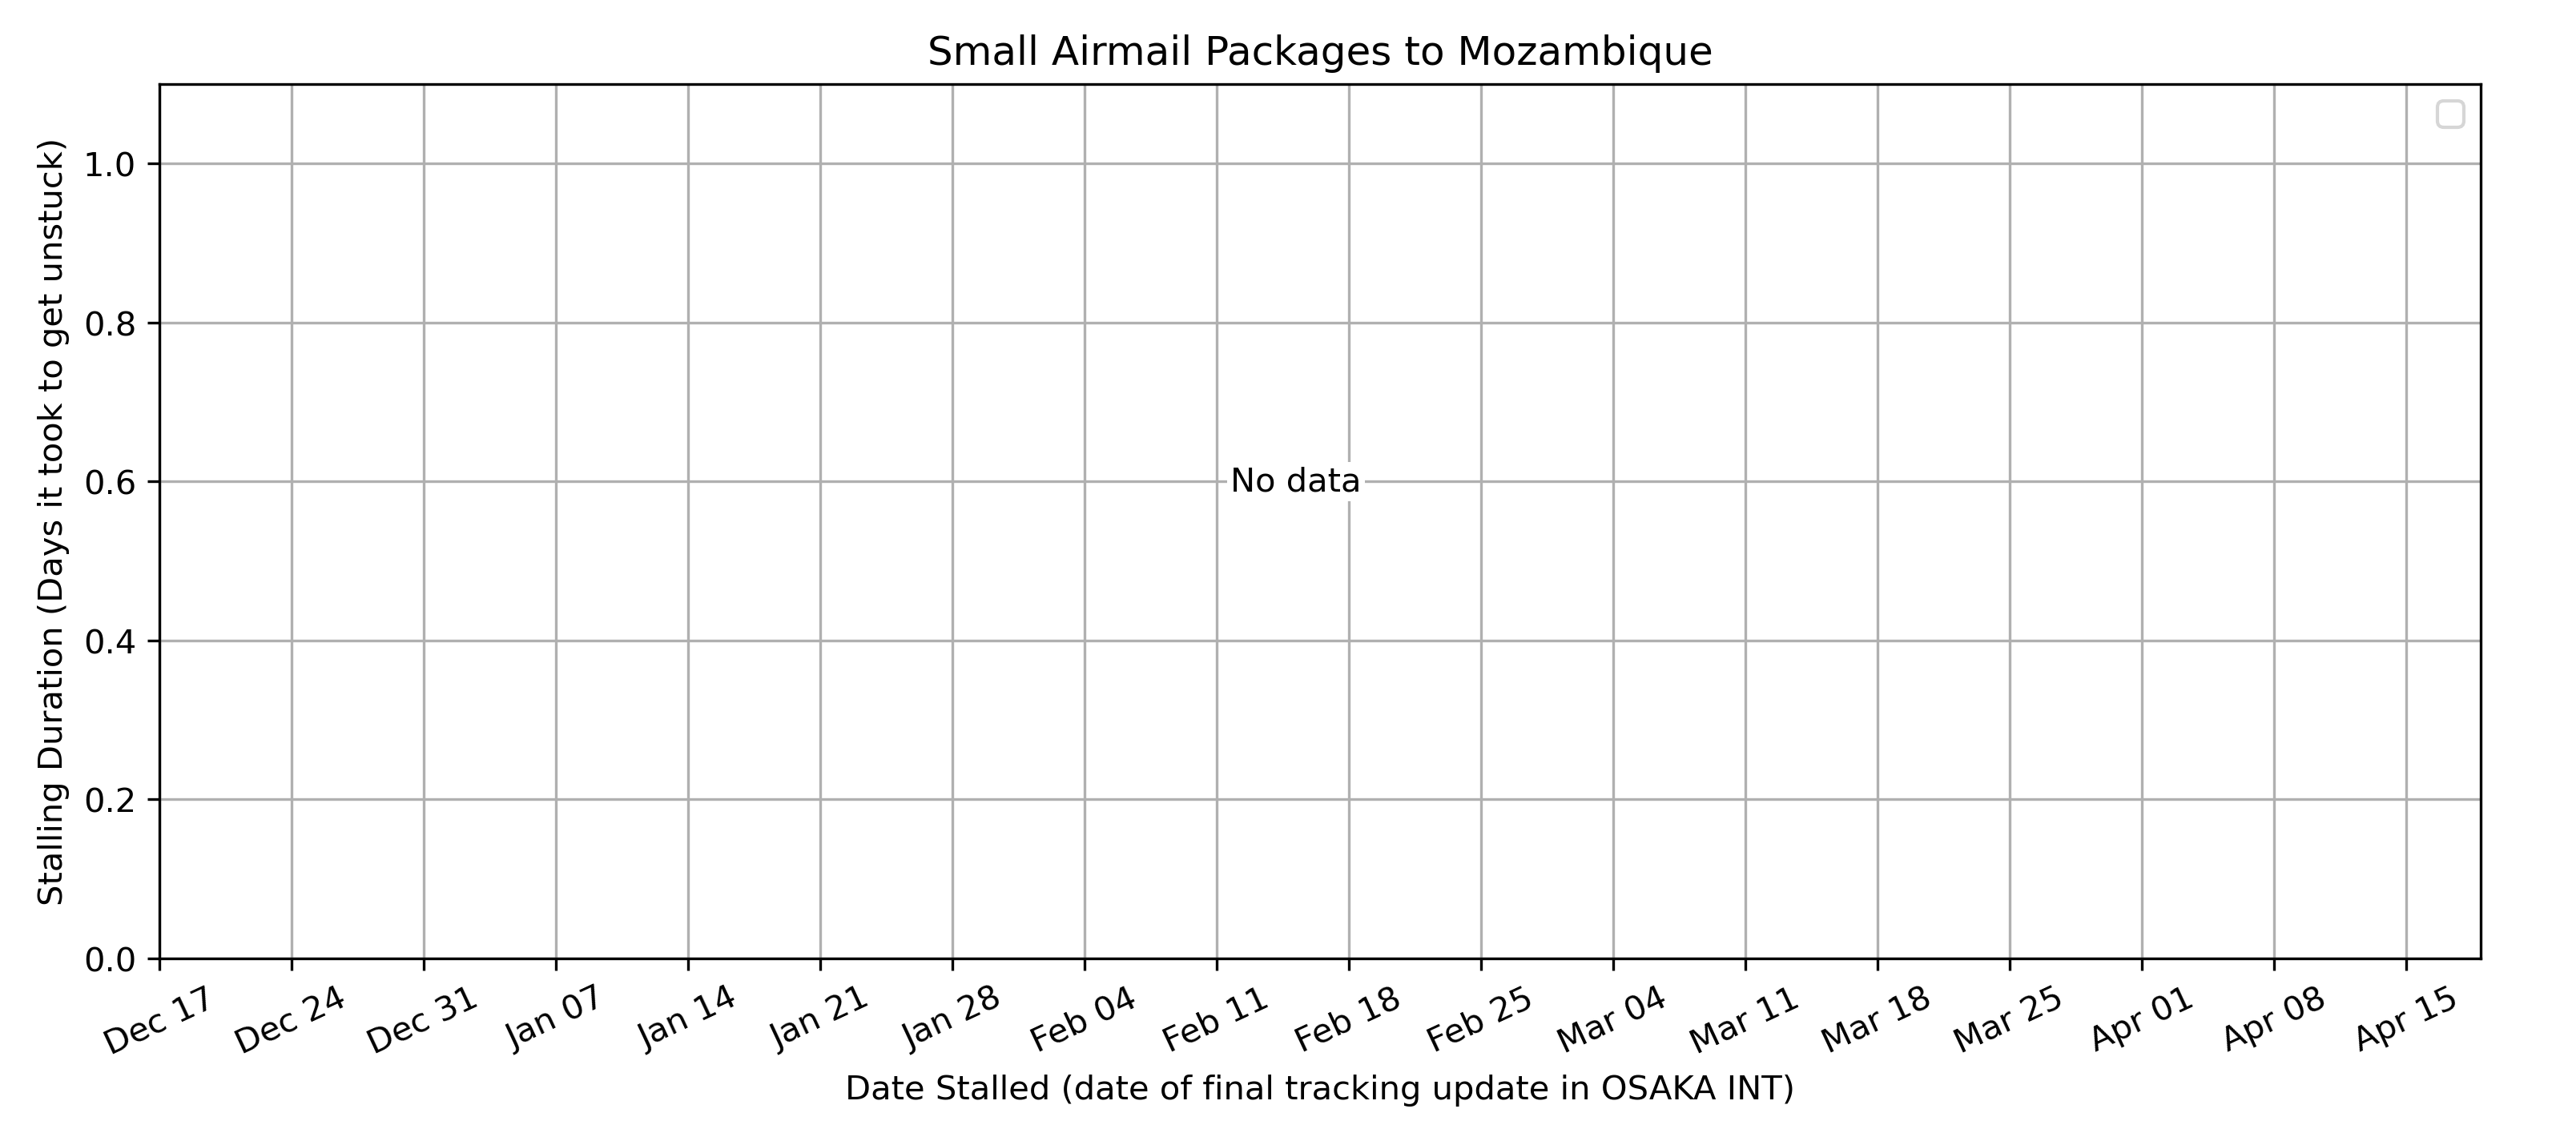 Small Airmail Packages to Mozambique
Stalling Duration (Days it took to get unstuck)
1.0
0.8
0.6
0.4
0.2
0.0
No data
Dec 17
Dec 24
Dec 31
Jan 07
Jan 14
Jan 21
Jan 28
Feb 04
Feb 11
Feb 18
Feb 25
Mar 04
Mar 11
Mar 18
Mar 25
Apr 01
Apr 08
Apr 15
Date Stalled (date of final tracking update in OSAKA INT)